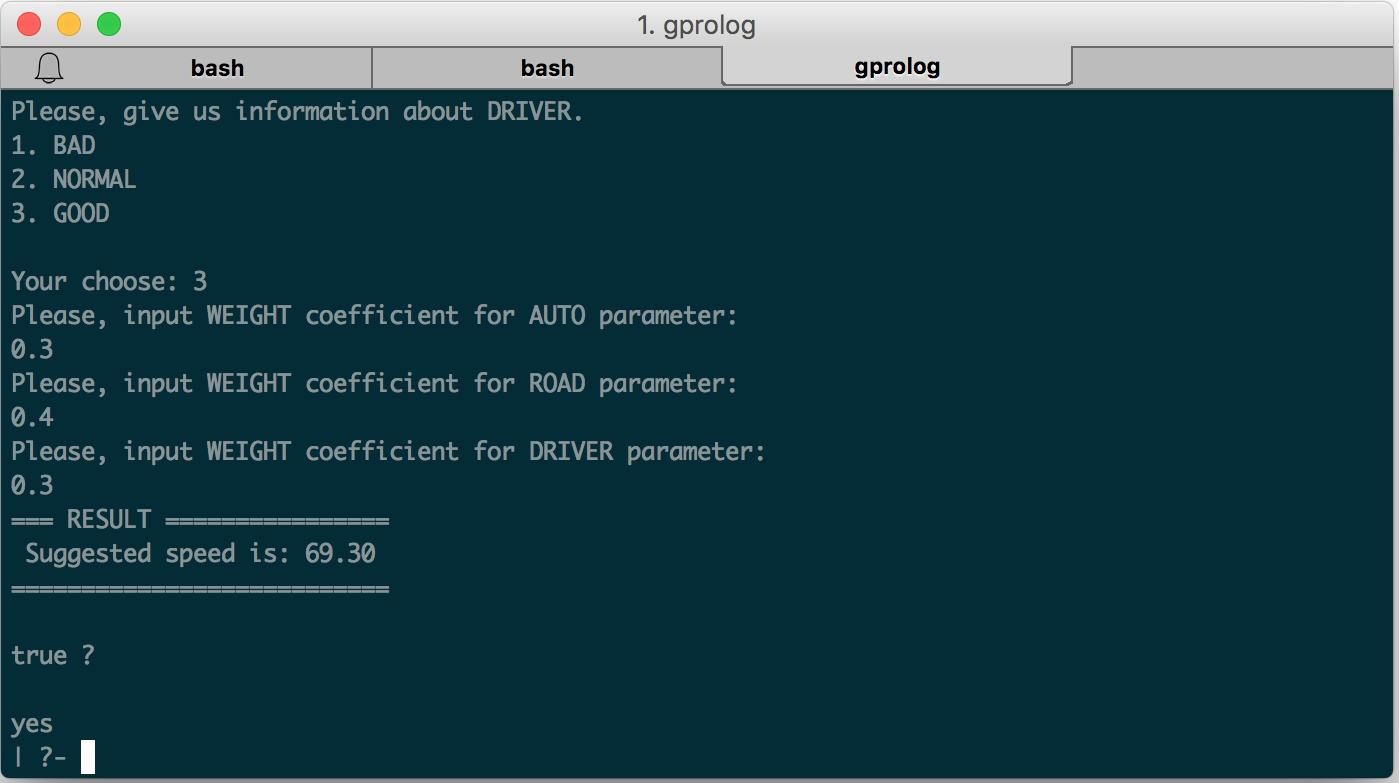 1. gprolog
bash bash gprolog
Please, give us information about DRIVER.
1. BAD
2. NORMAL
3. GOOD
Your choose: 3
Please, input WEIGHT coefficient for AUTO parameter:
0.3
Please, input WEIGHT coefficient for ROAD parameter:
0.4
Please, input WEIGHT coefficient for DRIVER parameter:
0.3
=== RESULT ================
Suggested speed is: 69.30
===========================
true ?
yes
| ?-